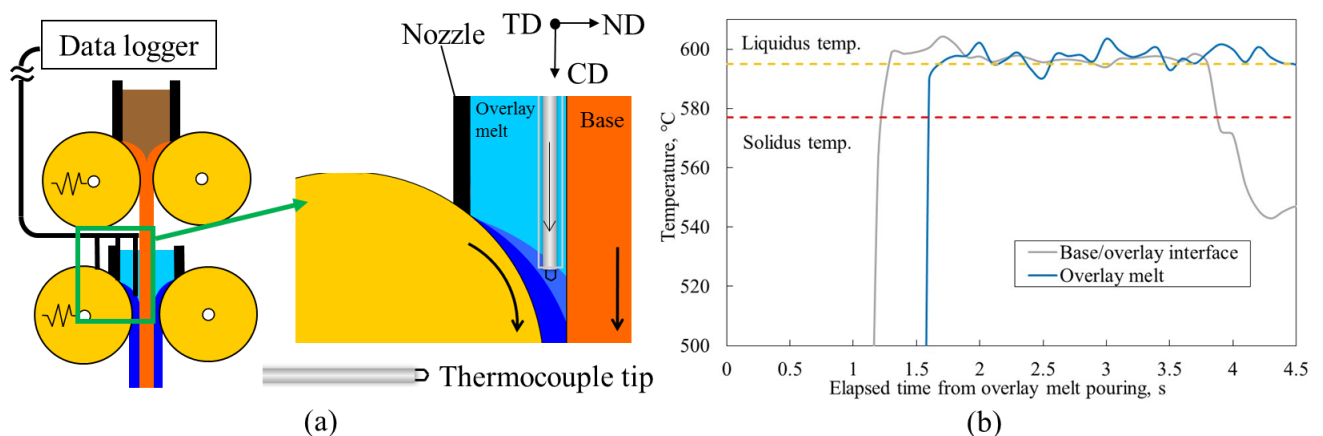 Data logger
Nozzle
TD
ND
CD
Overlay
melt
Base
Thermocouple tip
(a)
Temperature, °C
600
580
560
540
520
500
Liquidus temp.
Solidus temp.
Base/overlay interface
Overlay melt
0 0.5 1 1.5 2 2.5 3 3.5 4 4.5
Elapsed time from overlay melt pouring, s
(b)